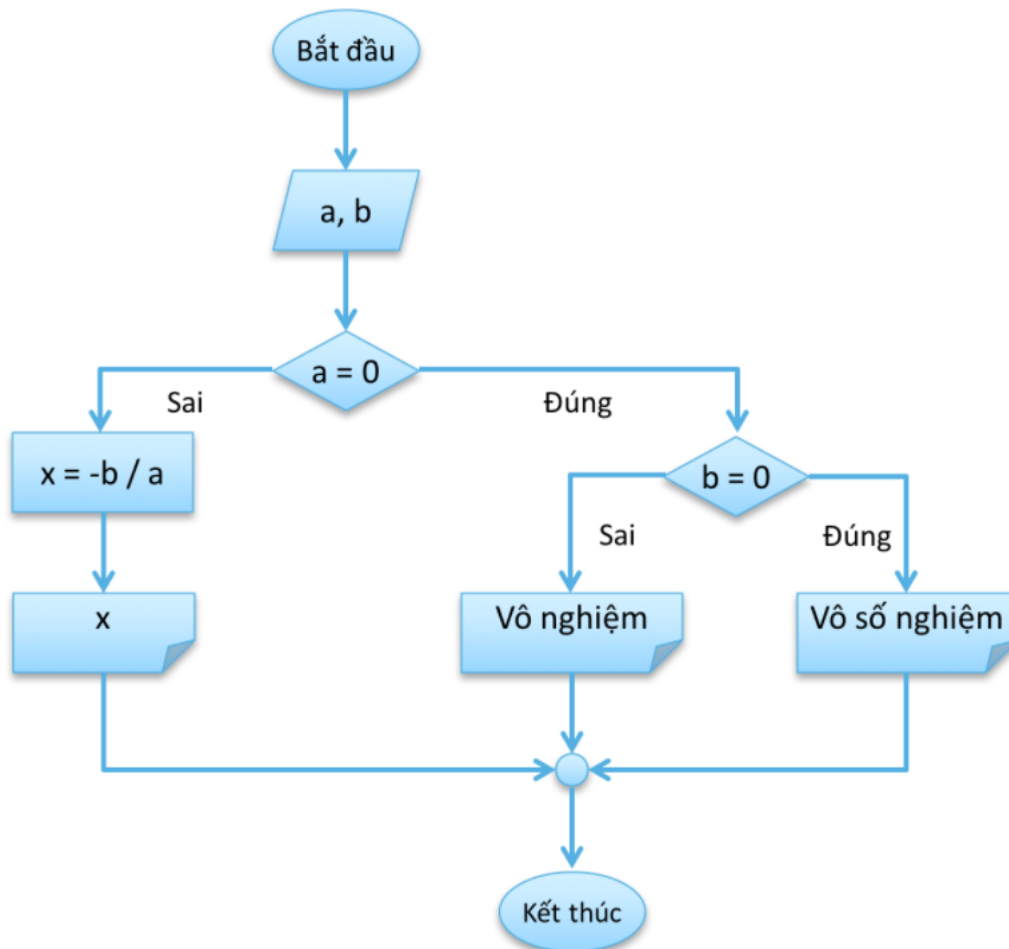 Bắt đầu
a, b
a = 0
Sai
Đúng
x = -b / a
b = 0
Sai
Đúng
x
Vô nghiệm
Vô số nghiệm
Kết thúc